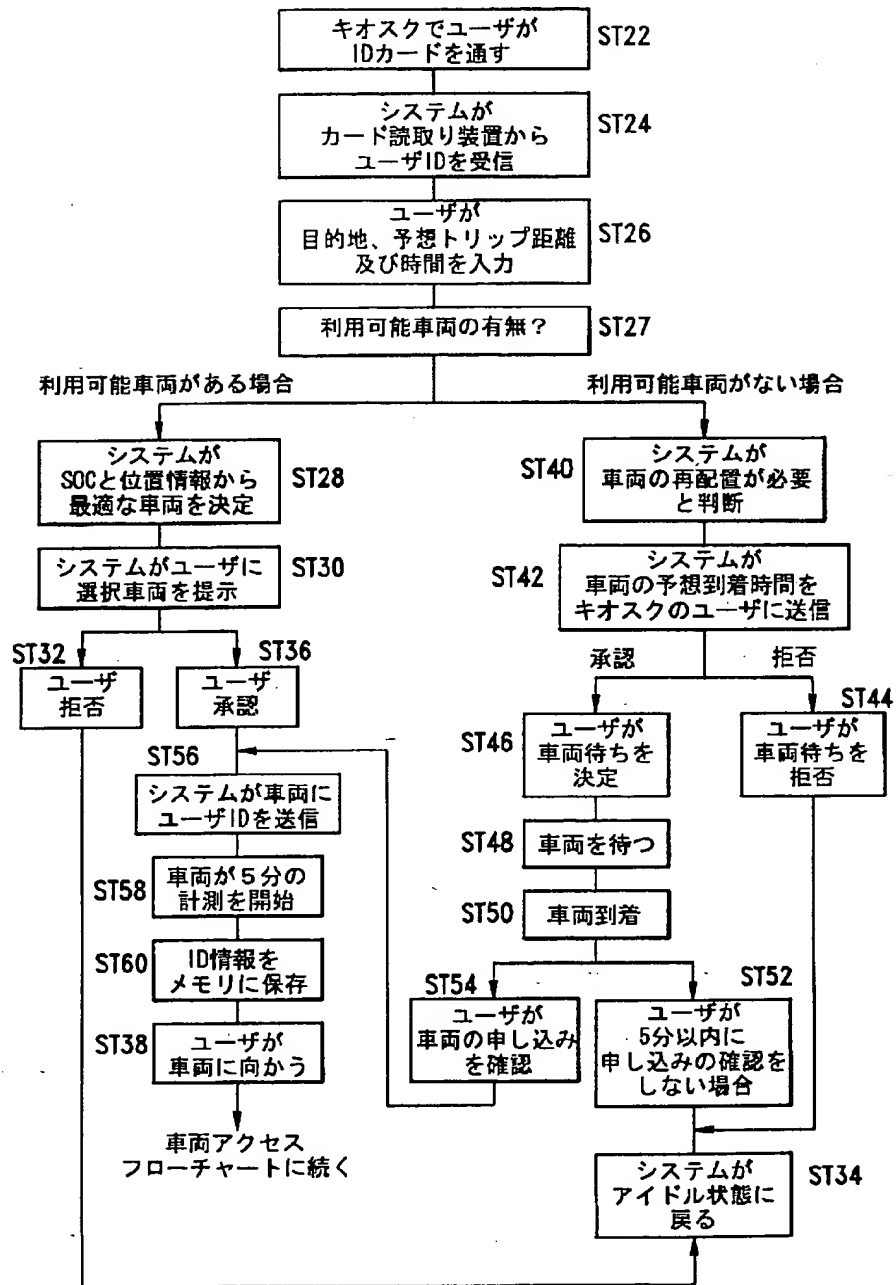 キオスクでユーザが
IDカードを通す
ST22
システムが
カード読取り装置から
ユーザIDを受信
ST24
ユーザが
目的地、予想トリップ距離
及び時間を入力
ST26
利用可能車両の有無?
ST27
利用可能車両がある場合
利用可能車両がない場合
システムが
SOCと位置情報から
最適な車両を決定
ST28
ST40
システムが
車両の再配置が必要
と判断
システムがユーザに
選択車両を提示
ST30
ST42
システムが
車両の予想到着時間を
キオスクのユーザに送信
ST32
ユーザ
拒否
ST36
ユーザ
承認
承認
拒否
ST46
ユーザが
車両待ちを
決定
ST44
ユーザが
車両待ちを
拒否
ST56
システムが車両に
ユーザIDを送信
ST48
車両を待つ
ST58
車両が5分の
計測を開始
ST50
車両到着
ST60
ID情報を
メモリに保存
ST54
ユーザが
車両の申し込み
を確認
ST52
ユーザが
5分以内に
申し込みの確認を
しない場合
ST38
ユーザが
車両に向かう
車両アクセス
フローチャートに続く
システムが
アイドル状態に
戻る
ST34